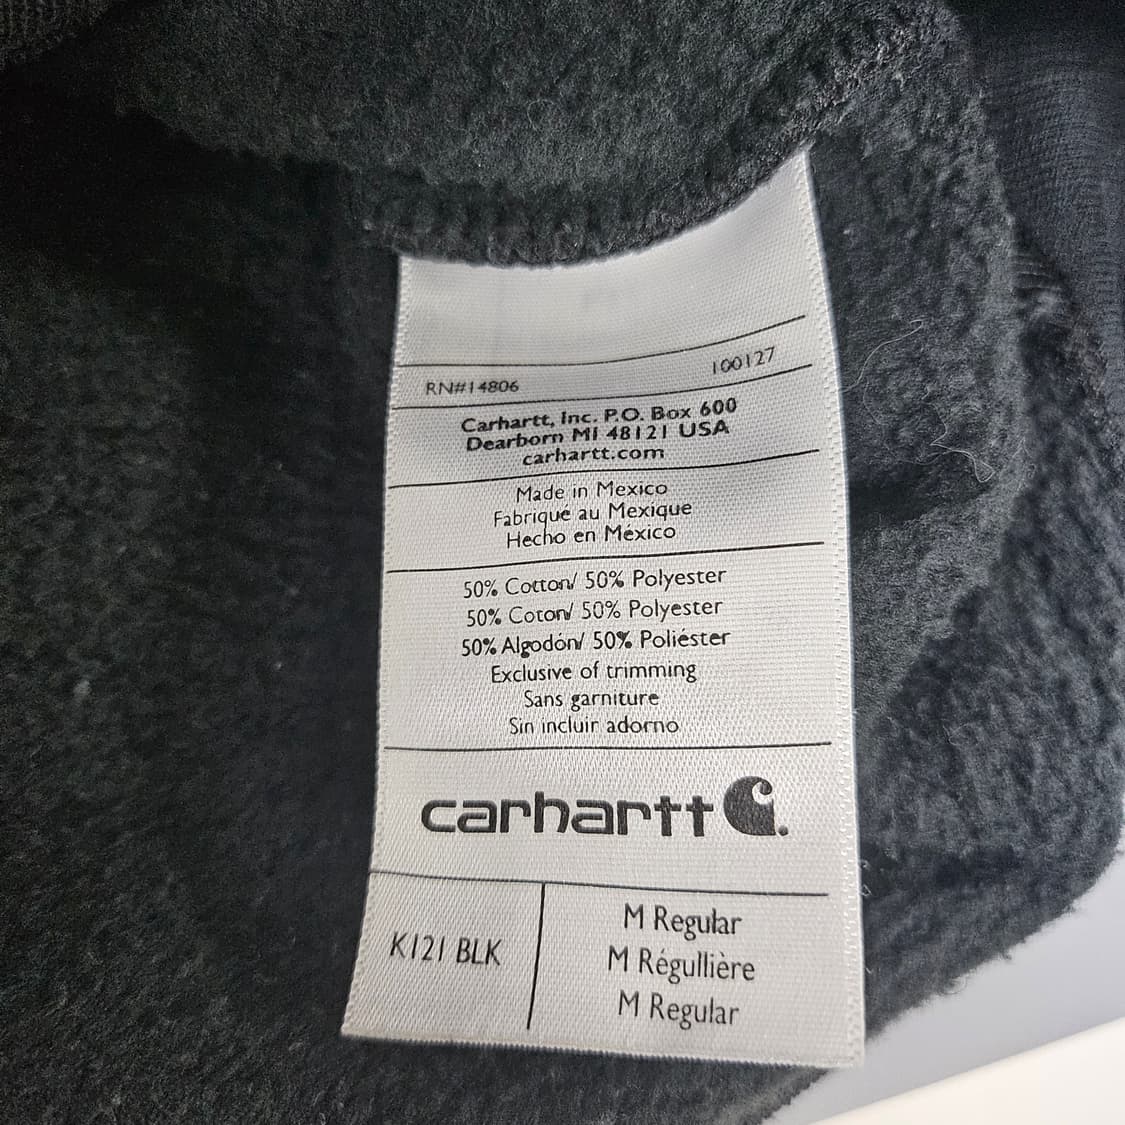 RN#14806 100127
Carhartt, Inc. P.O. Box 600
Dearborn MI 48121 USA
carhartt.com
Made in Mexico
Fabriqué au Mexique
Hecho en México
50% Cotton/ 50% Polyester
50% Coton/ 50% Polyester
50% Algodón/ 50% Poliéster
Exclusive of trimming
Sans garniture
Sin incluir adorno
carhartt
K121 BLK
M Regular
M Régullière
M Regular